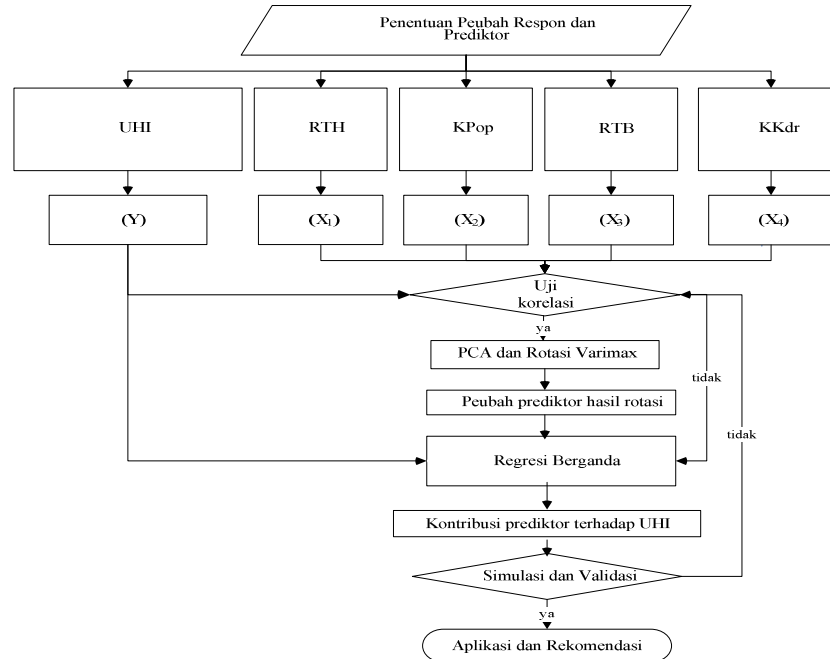 Penentuan Peubah Respon dan
Prediktor
UHI
RTH
KPop
RTB
KKdr
(Y)
(X₁)
(X₂)
(X₃)
(X₄)
Uji
korelasi
ya
PCA dan Rotasi Varimax
tidak
Peubah prediktor hasil rotasi
tidak
Regresi Berganda
Kontribusi prediktor terhadap UHI
Simulasi dan Validasi
ya
Aplikasi dan Rekomendasi